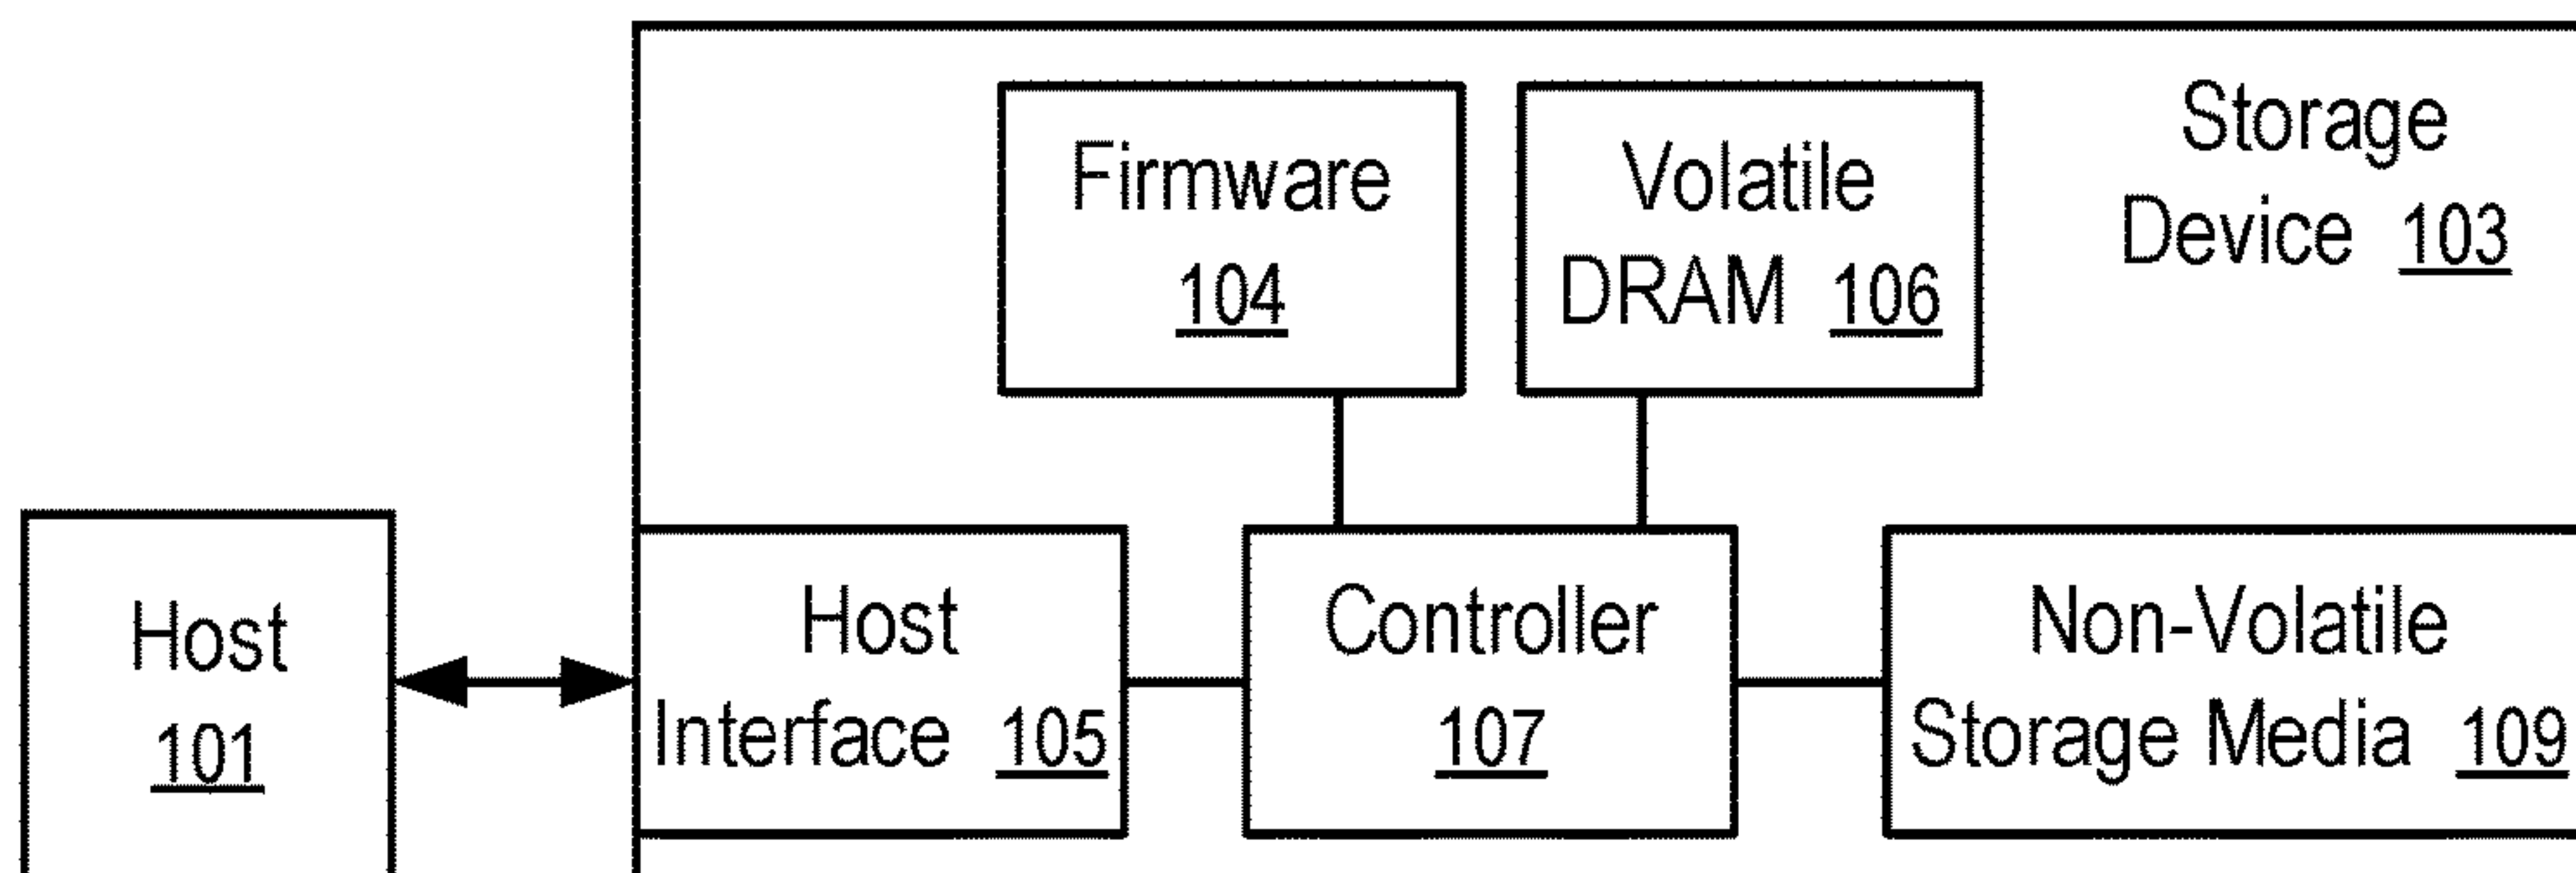 Firmware
104
Volatile
DRAM 106
Storage
Device 103
Host
101
Host
Interface 105
Controller
107
Non-Volatile
Storage Media 109